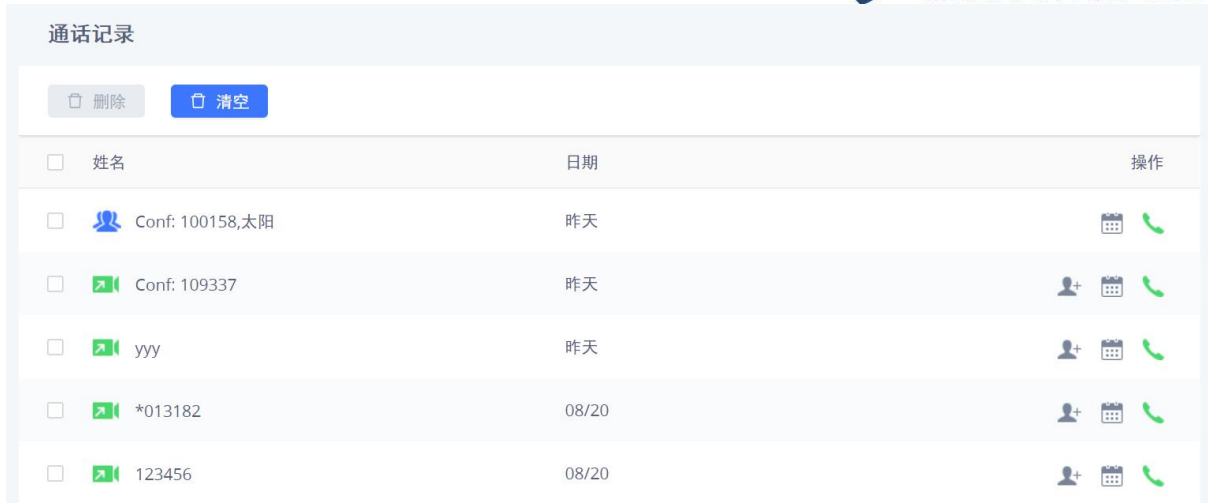 通话记录
删除 清空
姓名 日期 操作
Conf: 100158,太阳 昨天
Conf: 109337 昨天
yyy 昨天
*013182 08/20
123456 08/20